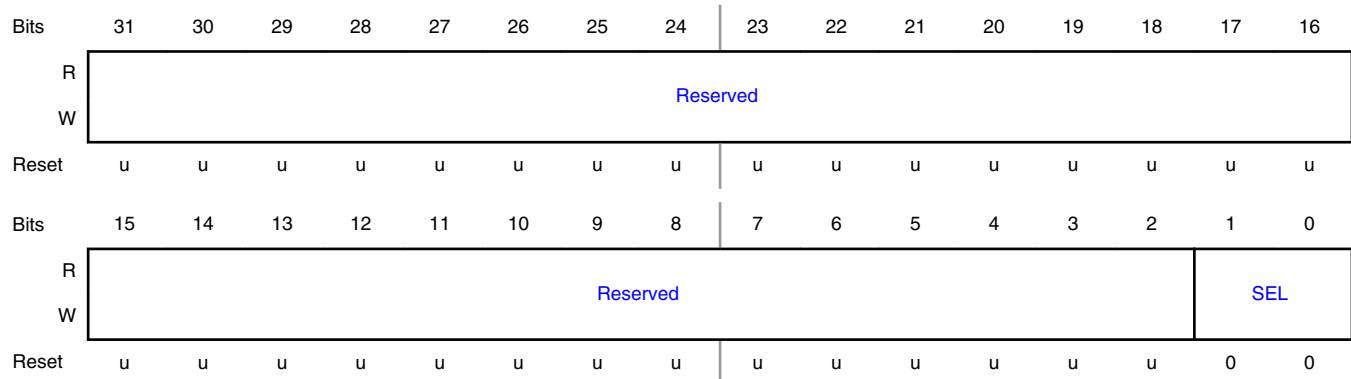 Bits 31 30 29 28 27 26 25 24 23 22 21 20 19 18 17 16
R
Reserved
W
Reset u u u u u u u u u u u u u u u u
Bits 15 14 13 12 11 10 9 8 7 6 5 4 3 2 1 0
R
Reserved SEL
W
Reset u u u u u u u u u u u u u u 0 0